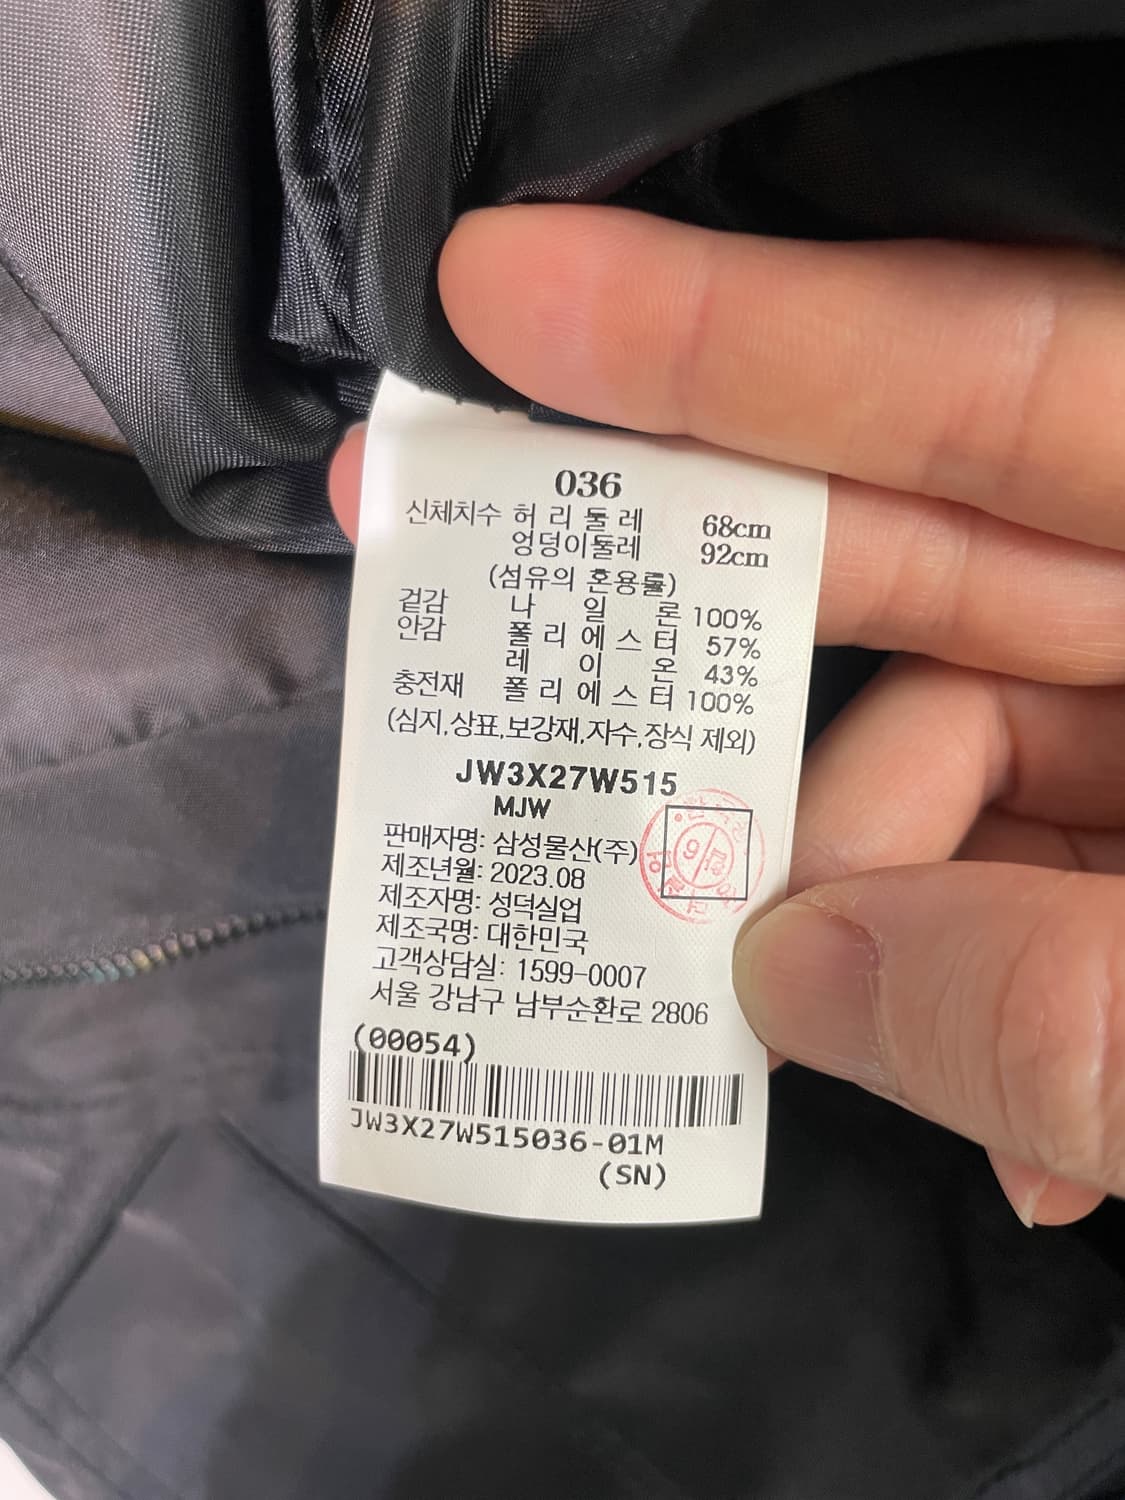 036
신체치수 허 리 둘 레 68cm
엉덩이둘레 92cm
(섬유의 혼용률)
겉감 나 일 론 100%
안감 폴 리 에 스 터 57%
레 이 온 43%
충전재 폴 리 에 스 터 100%
(심지,상표,보강재,자수,장식 제외)
JW3X27W515
MJW
판매자명: 삼성물산(주)
제조년월: 2023.08
제조자명: 성덕실업
제조국명: 대한민국
고객상담실: 1599-0007
서울 강남구 남부순환로 2806
(00054)
JW3X27W515036-01M
(SN)